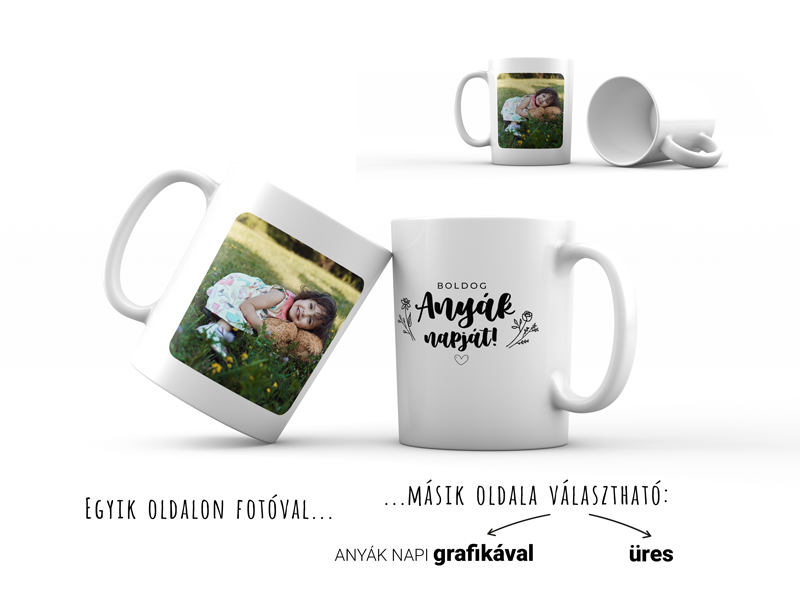 BOLDOG
Anyák
napját!
EGYIK OLDALON FOTÓVAL...
...MÁSIK OLDALA VÁLASZTHATÓ:
ANYÁK NAPI grafikával
üres